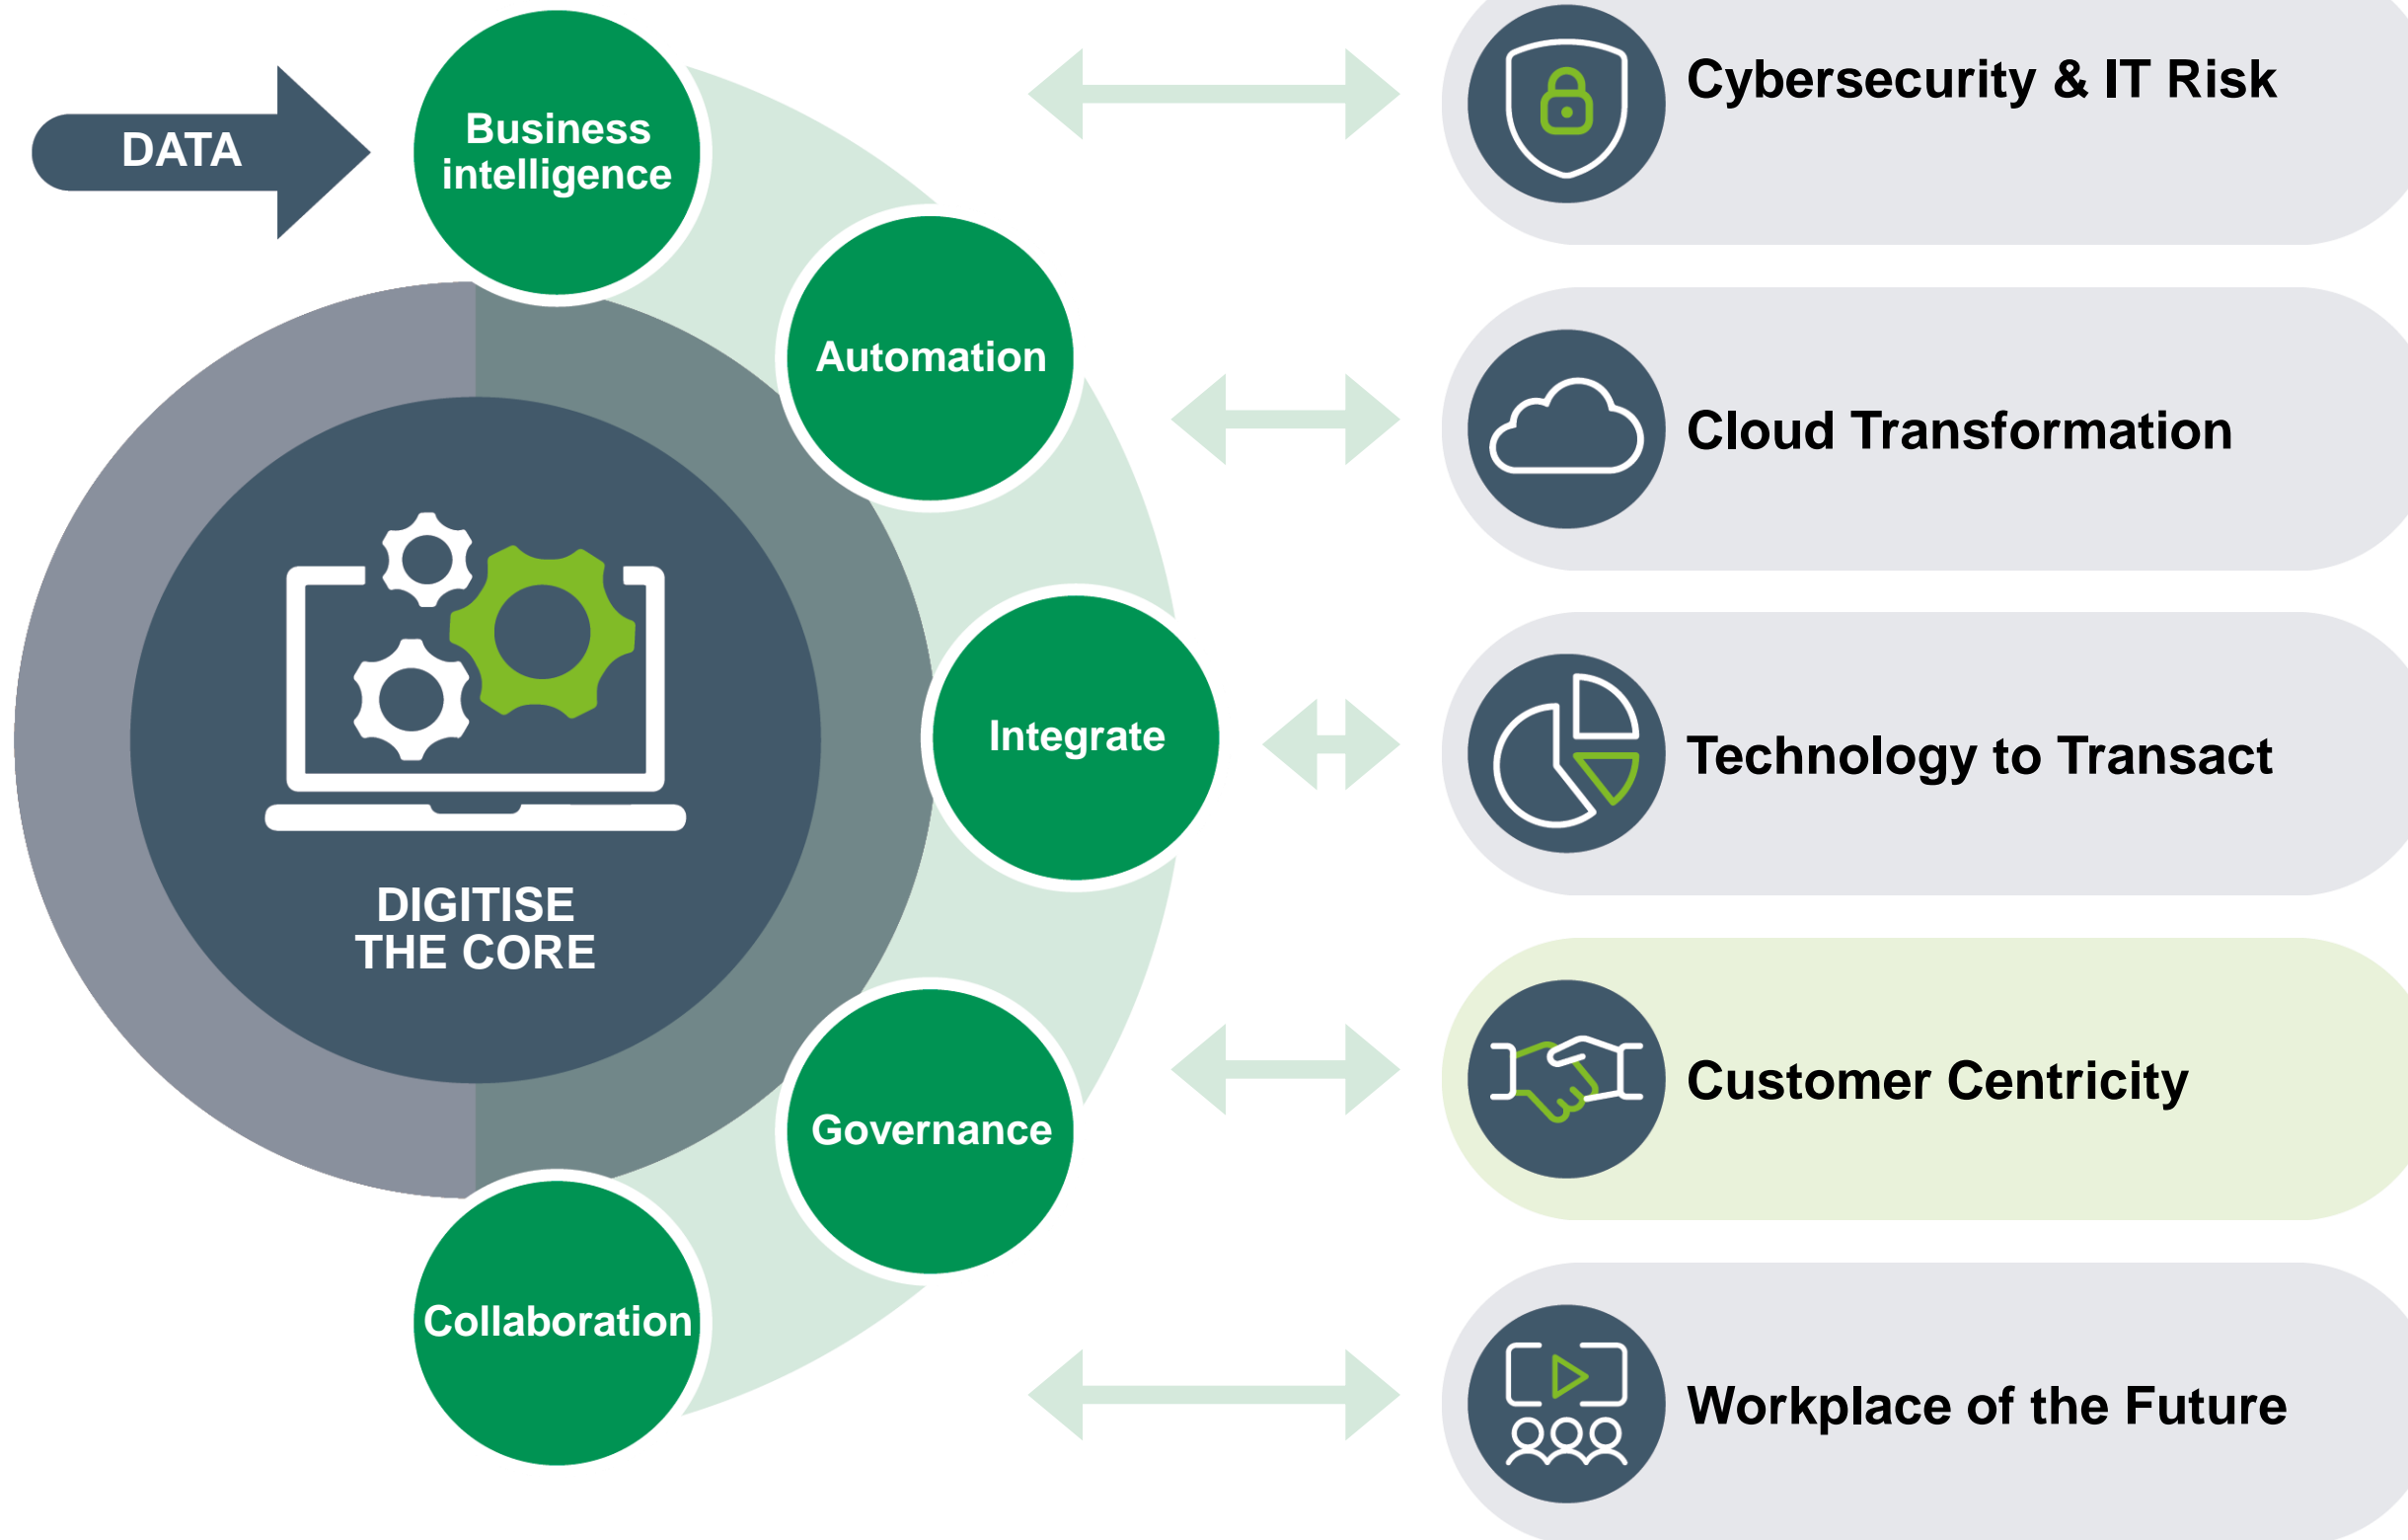 DATA
Business
intelligence
Automation
Integrate
Governance
Collaboration
DIGITISE
THE CORE
Cybersecurity & IT Risk
Cloud Transformation
Technology to Transact
Customer Centricity
Workplace of the Future